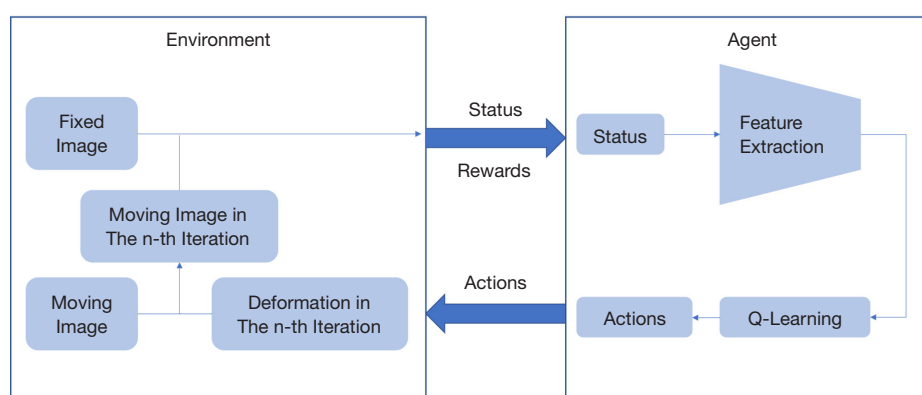 Environment
Fixed
Image
Moving Image in
The n-th Iteration
Moving
Image
Deformation in
The n-th Iteration
Status
Rewards
Actions
Agent
Status
Feature
Extraction
Actions
Q-Learning